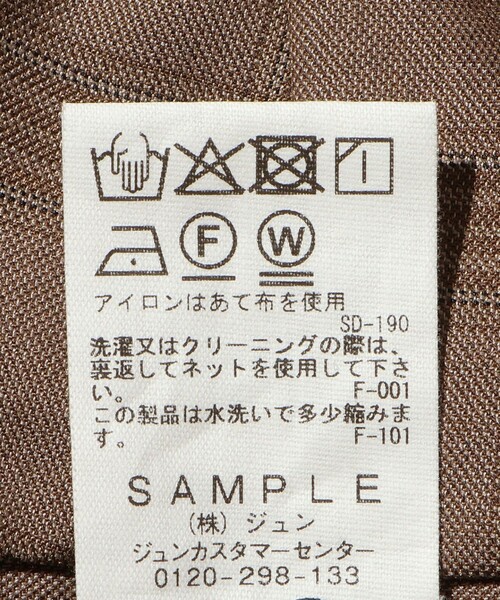 F W
アイロンはあて布を使用
SD-190
洗濯又はクリーニングの際は、
裏返してネットを使用して下さ
い。 F-001
この製品は水洗いで多少縮みま
す。 F-101
SAMPLE
(株) ジュン
ジュンカスタマーセンター
0120-298-133